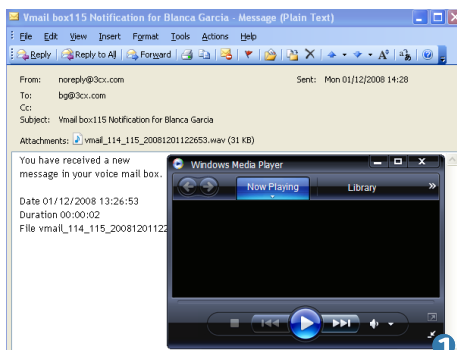 Vmail box115 Notification for Blanca Garcia - Message (Plain Text)
File Edit View Insert Format Tools Actions Help
Reply Reply to All Forward
From: noreply@3cx.com Sent: Mon 01/12/2008 14:28
To: bg@3cx.com
Cc:
Subject: Vmail box115 Notification for Blanca Garcia
Attachments: vmail_114_115_20081201122653.wav (31 KB)
You have received a new
message in your voice mail box.
Date 01/12/2008 13:26:53
Duration 00:00:02
File vmail_114_115_20081201122
Windows Media Player
Now Playing Library »
1